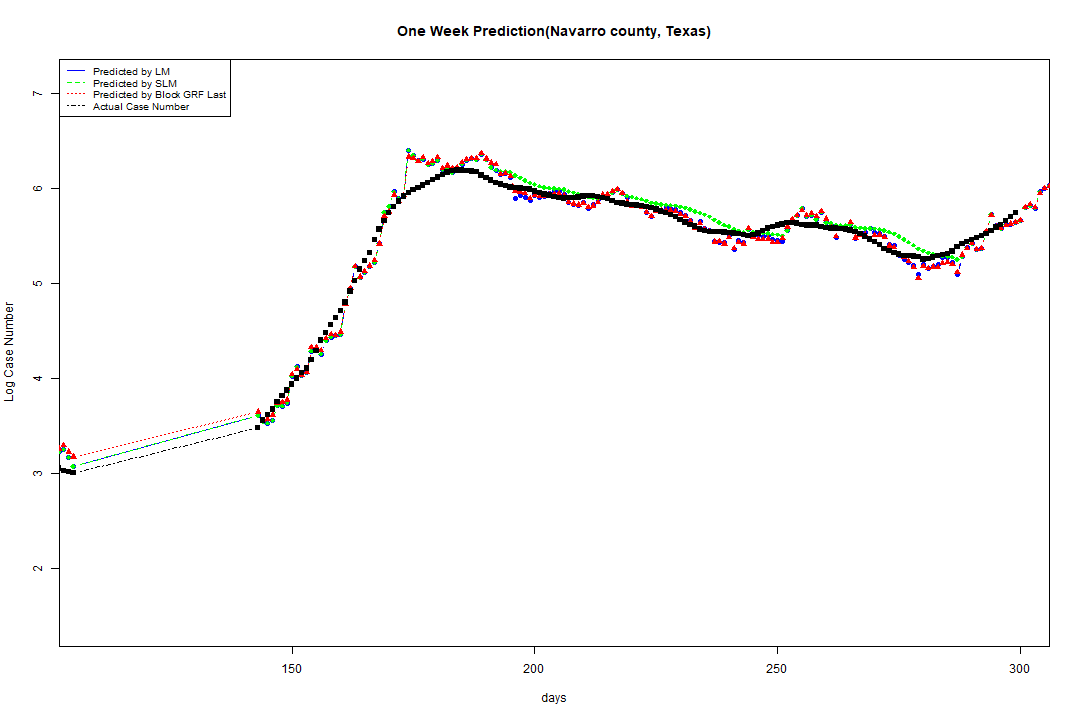 One Week Prediction(Navarro county, Texas)
Predicted by LM
Predicted by SLM
Predicted by Block GRF Last
Actual Case Number
7
6
5
4
3
2
Log Case Number
150
200
250
300
days